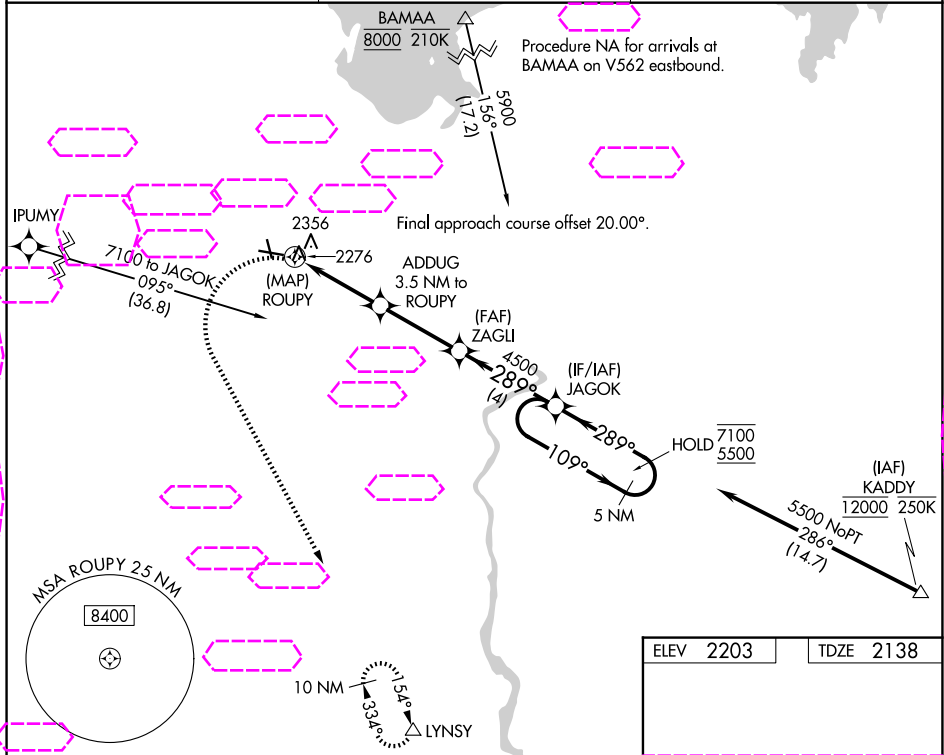 BAMAA
8000 210K
Procedure NA for arrivals at
BAMAA on V562 eastbound.
5900
156°
(17.2)
IPUMY
7100 to JAGOK
095°
(36.8)
2356
2276
Final approach course offset 20.00°.
(MAP)
ROUPY
ADDUG
3.5 NM to
ROUPY
(FAF)
ZAGLI
4500
289°
(4)
(IF/IAF)
JAGOK
289°
109°
HOLD 7100
5500
5 NM
(IAF)
KADDY
12000 250K
5500 NoPT
286°
(14.7)
MSA ROUPY 25 NM
8400
10 NM
154°
334°
LYNSY
ELEV 2203
TDZE 2138